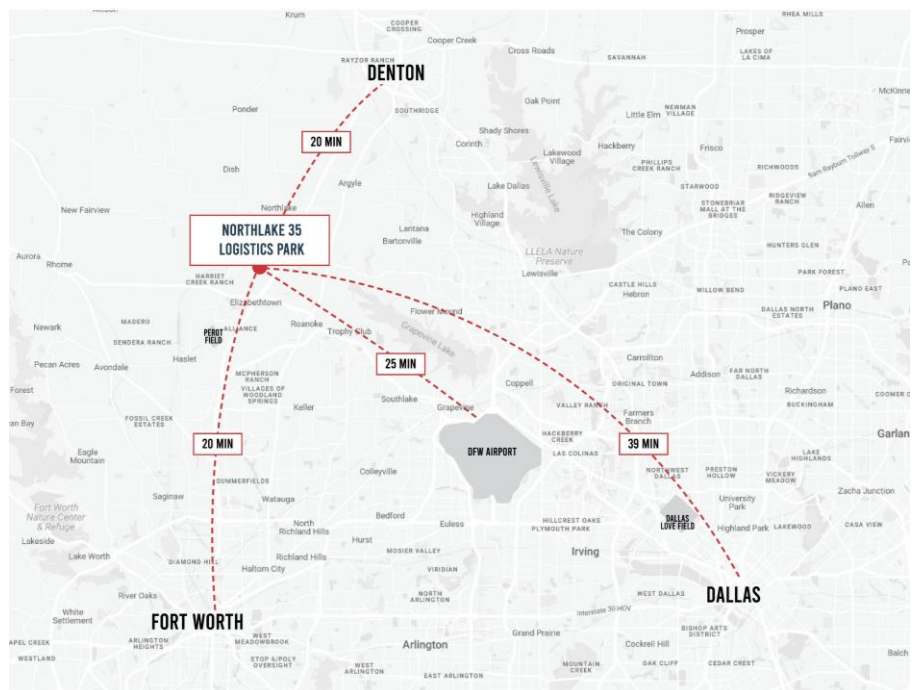 Krum
COOPER CROSSING
Cooper Creek
Cross Roads
Prosper
RHEA MILLS
RAYZOR RANCH
DENTON
SAVANNAH
LAKES OF LA CIMA
McKinney
Ponder
SOUTHRIDGE
Oak Point
Little Elm
NEWMAN VILLAGE
20 MIN
Shady Shores
Corinth
Lakewood Village
Hackberry
Frisco
Sam Rayburn Tollway S
Dish
PHILLIPS CREEK RANCH
RICHWOODS
Argyle
Lake Dallas
Lewisville Lake
STARWOOD
STONEBRIAR MALL AT THE BRIDGES
RIDGEVIEW RANCH
Allen
New Fairview
Northlake
Highland Village
NORTHLAKE 35
LOGISTICS PARK
Lantana
Bartonville
The Colony
HUNTERS GLEN
Aurora
Rhome
LLELA Nature Preserve
Lewisville
PARK FOREST
PLANO EAST
HARRIET CREEK RANCH
CASTLE HILLS
Hebron
WILLOW BEND
Plano
Elizabethtown
Flower Mound
DALLAS NORTH ESTATES
Newark
MADERO
PEROT FIELD
ALLIANCE
Roanoke
Trophy Club
Grapevine Lake
SENDERA RANCH
Haslet
Carrollton
Pecan Acres
Avondale
25 MIN
Addison
FAR NORTH DALLAS
MCPHERSON RANCH
VILLAGES OF WOODLAND SPRINGS
Coppell
ORIGINAL TOWN
Richardson
Forest
Southlake
Grapevine
VALLEY RANCH
BUCKINGHAM
Keller
FOSSIL CREEK ESTATES
Farmers Branch
HACKBERRY CREEK
Garland
20 MIN
DFW AIRPORT
39 MIN
LAS COLINAS
LAKE HIGHLANDS
Eagle Mountain
Colleyville
NORTHWEST DALLAS
PRESTON HOLLOW
VICKERY MEADOW
SUMMERFIELDS
Saginaw
Watauga
University Park
Zacha Junction
Fort Worth Nature Center & Refuge
Bedford
Euless
HILLCREST OAKS
PLYMOUTH PARK
DALLAS LOVE FIELD
Highland Park
LAKEWOOD
CASA VIEW
North Richland Hills
Lakeside
Hurst
MOSIER VALLEY
Irving
Lake Worth
DIAMOND HILL
Richland Hills
Haltom City
VIRIDIAN
River Oaks
NORTH ARLINGTON
WEST DALLAS
DALLAS
White Settlement
FORT WORTH
Interstate 30 HOV
BISHOP ARTS DISTRICT
ARLINGTON HEIGHTS
WEST MEADOWBROOK
Arlington
Grand Prairie
Cockrell Hill
Balch
WESTLAND
STOP 6/POLY OVERSIGHT
WEST ARLINGTON
EAST ARLINGTON
MOUNTAIN CREEK
OAK CLIFF
CEDAR CREST